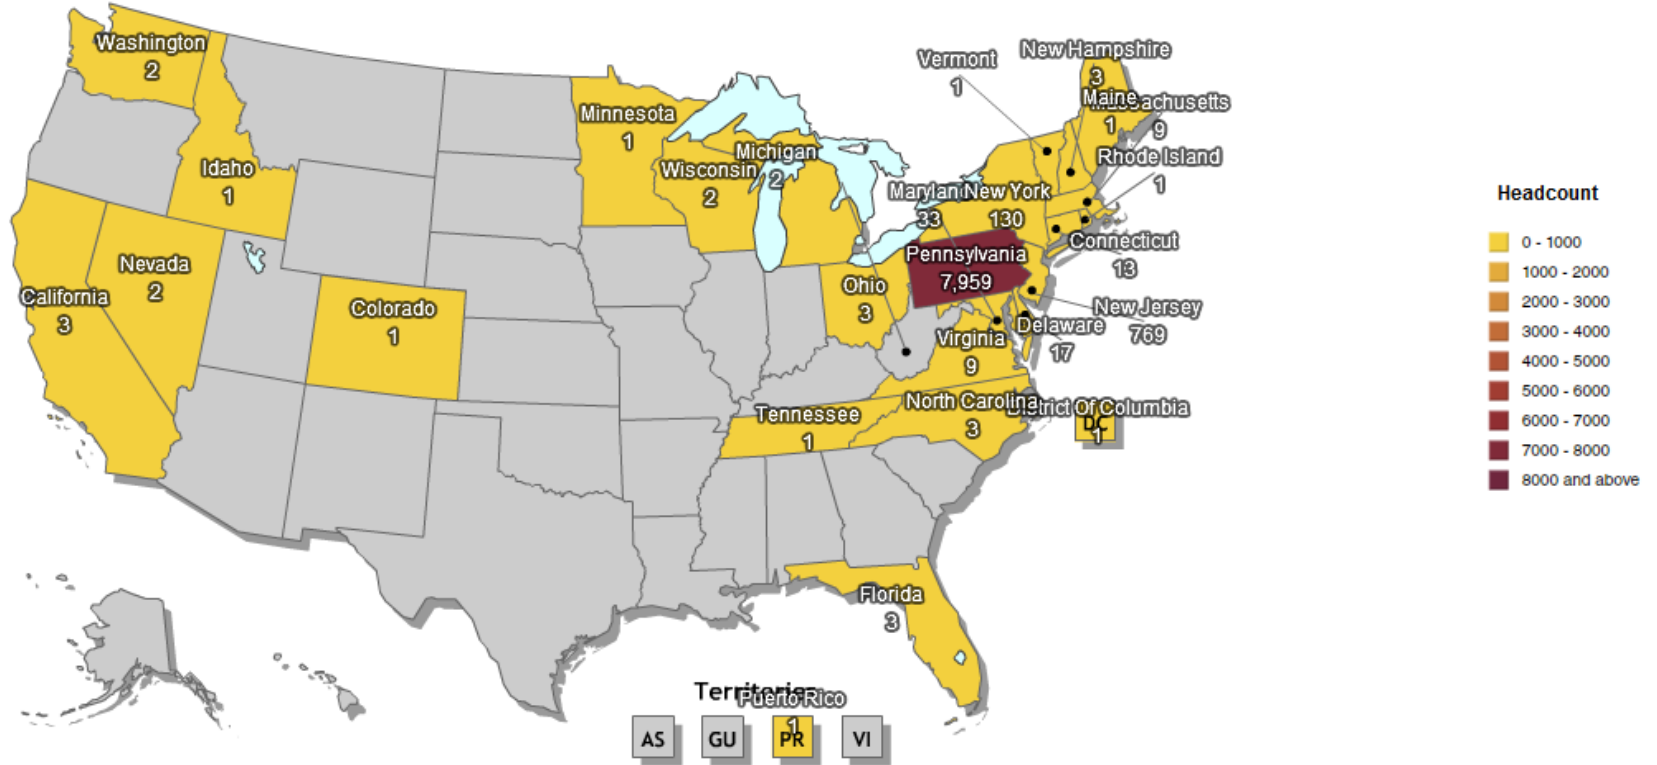 Washington
2
Idaho
1
California
3
Nevada
2
Colorado
1
Minnesota
1
Wisconsin
2
Michigan
2
Ohio
3
Vermont
1
New Hampshire
3
Maine
1
Massachusetts
9
Rhode Island
1
Marylan
33
New York
130
Pennsylvania
7,959
Connecticut
13
New Jersey
769
Delaware
17
Virginia
9
North Carolina
3
Tennessee
1
District Of Columbia
DC
1
Florida
3
Territories
Puerto Rico
1
AS
GU
PR
VI
Headcount
0 - 1000
1000 - 2000
2000 - 3000
3000 - 4000
4000 - 5000
5000 - 6000
6000 - 7000
7000 - 8000
8000 and above